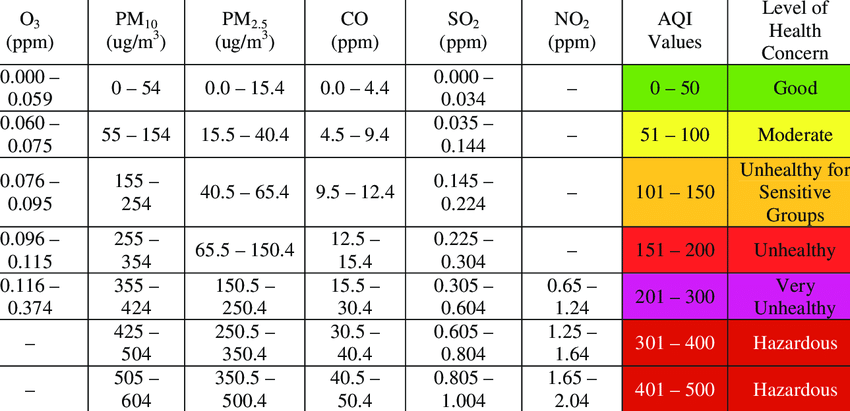 O₃ (ppm) | PM₁₀ (ug/m³) | PM₂.₅ (ug/m³) | CO (ppm) | SO₂ (ppm) | NO₂ (ppm) | AQI Values | Level of Health Concern
0.000 – 0.059 | 0 – 54 | 0.0 – 15.4 | 0.0 – 4.4 | 0.000 – 0.034 | – | 0 – 50 | Good
0.060 – 0.075 | 55 – 154 | 15.5 – 40.4 | 4.5 – 9.4 | 0.035 – 0.144 | – | 51 – 100 | Moderate
0.076 – 0.095 | 155 – 254 | 40.5 – 65.4 | 9.5 – 12.4 | 0.145 – 0.224 | – | 101 – 150 | Unhealthy for Sensitive Groups
0.096 – 0.115 | 255 – 354 | 65.5 – 150.4 | 12.5 – 15.4 | 0.225 – 0.304 | – | 151 – 200 | Unhealthy
0.116 – 0.374 | 355 – 424 | 150.5 – 250.4 | 15.5 – 30.4 | 0.305 – 0.604 | 0.65 – 1.24 | 201 – 300 | Very Unhealthy
– | 425 – 504 | 250.5 – 350.4 | 30.5 – 40.4 | 0.605 – 0.804 | 1.25 – 1.64 | 301 – 400 | Hazardous
– | 505 – 604 | 350.5 – 500.4 | 40.5 – 50.4 | 0.805 – 1.004 | 1.65 – 2.04 | 401 – 500 | Hazardous